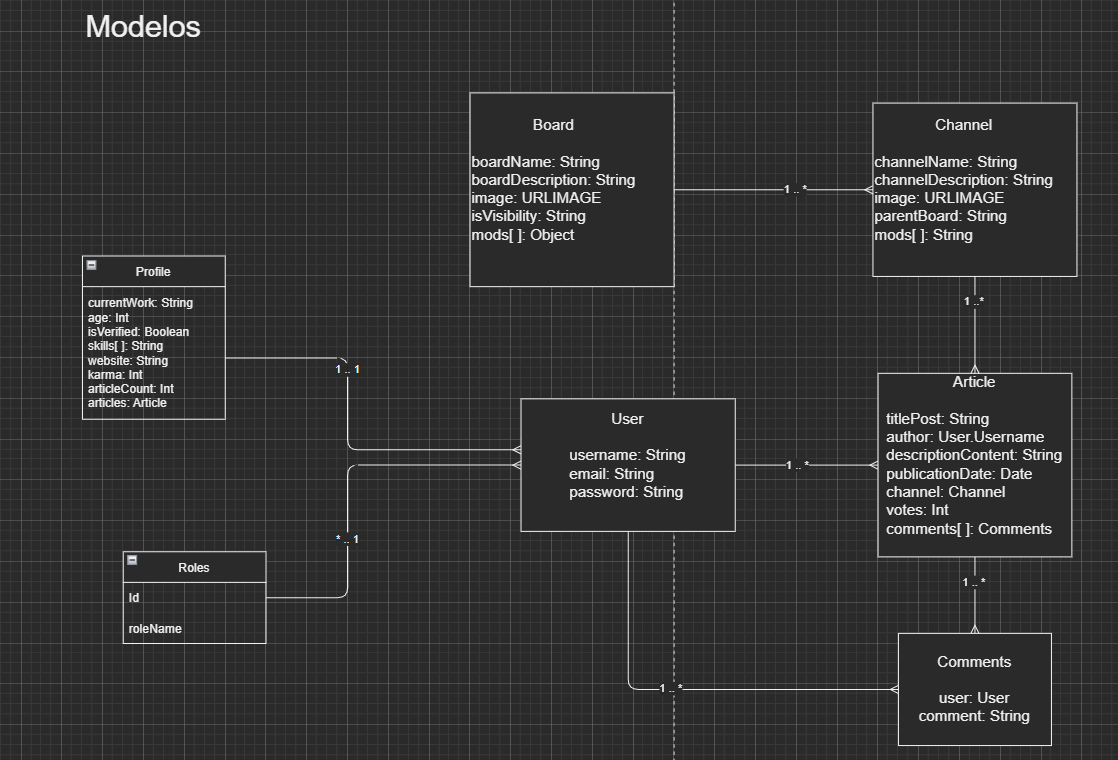 Modelos
Board
boardName: String
boardDescription: String
image: URLIMAGE
isVisibility: String
mods[ ]: Object
1 .. *
Channel
channelName: String
channelDescription: String
image: URLIMAGE
parentBoard: String
mods[ ]: String
1 ..*
Profile
currentWork: String
age: Int
isVerified: Boolean
skills[ ]: String
website: String
karma: Int
articleCount: Int
articles: Article
1 .. 1
User
username: String
email: String
password: String
1 .. *
Article
titlePost: String
author: User.Username
descriptionContent: String
publicationDate: Date
channel: Channel
votes: Int
comments[ ]: Comments
* .. 1
Roles
Id
roleName
1 .. *
1 .. *
Comments
user: User
comment: String